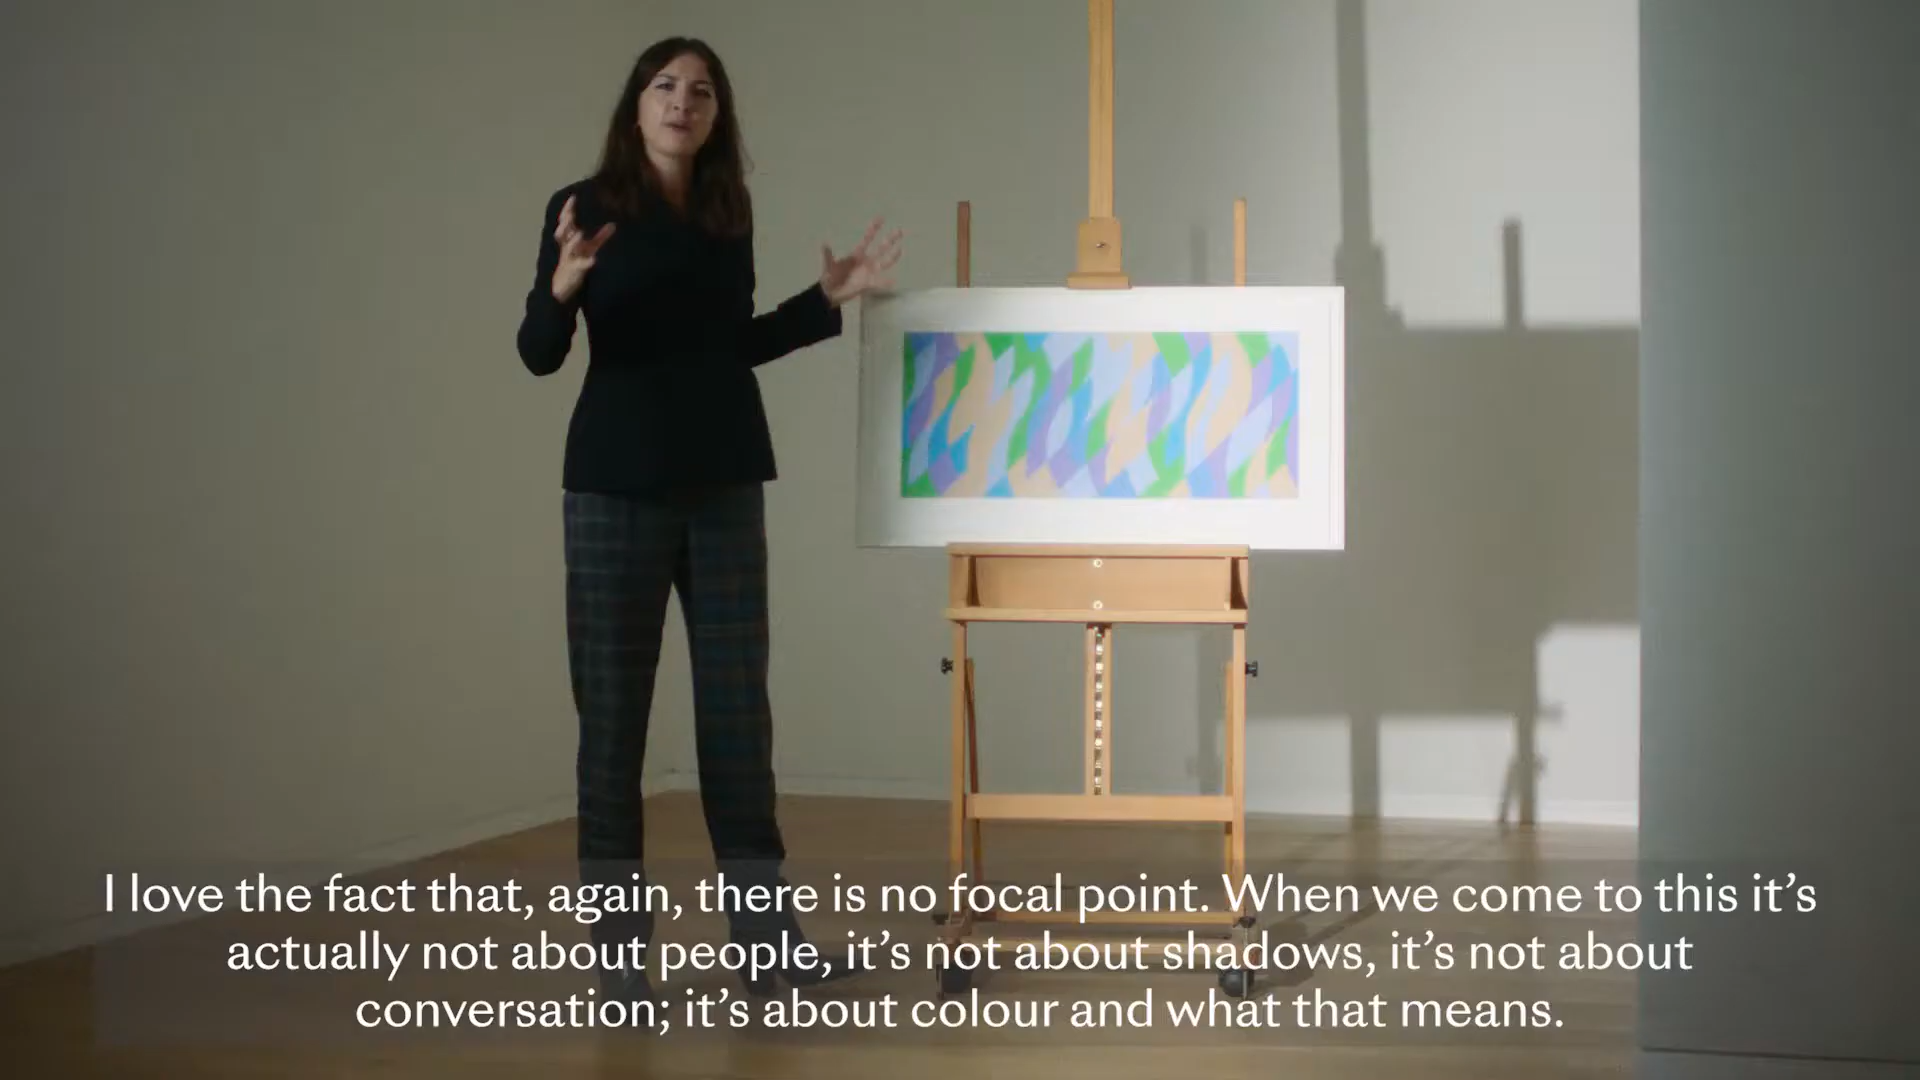 I love the fact that, again, there is no focal point. When we come to this it’s
actually not about people, it’s not about shadows, it’s not about
conversation; it’s about colour and what that means.